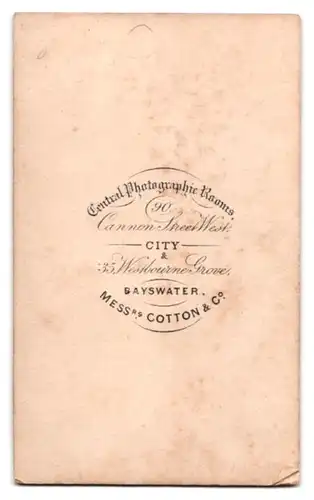 Central Photographic Rooms,
90
Cannon Street West.
CITY
&
35 Westbourne Grove.
BAYSWATER.
MESSRS COTTON & Co.